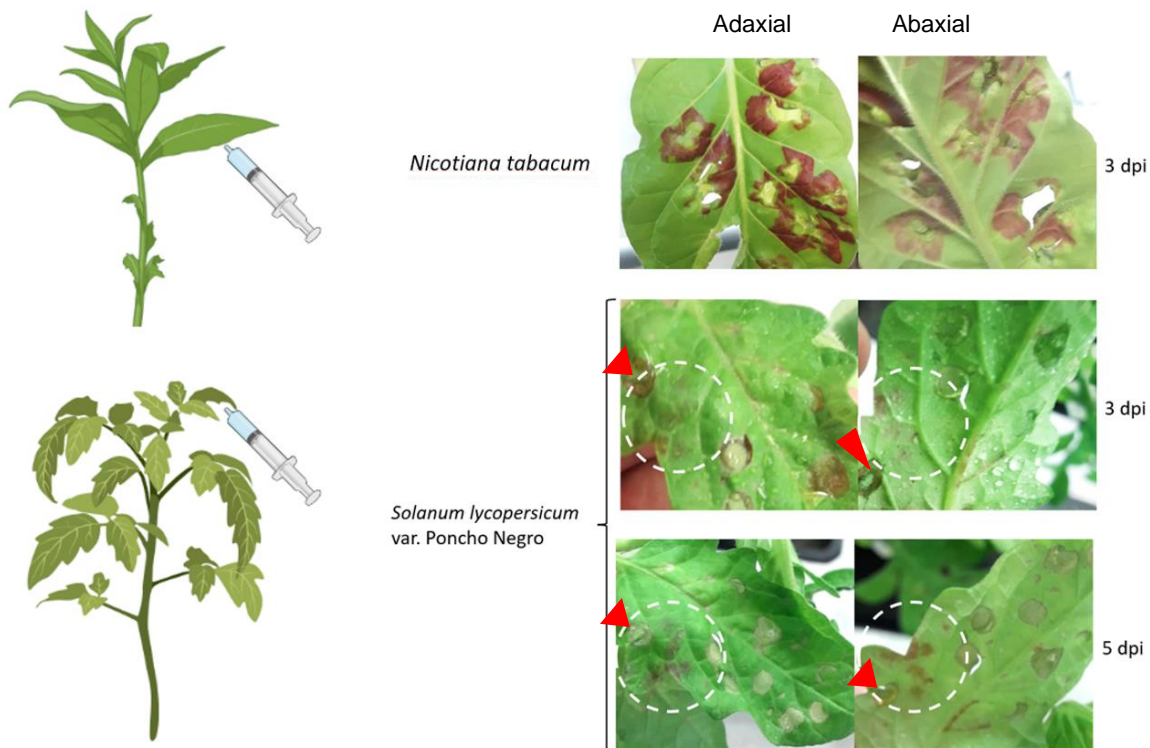 Adaxial
Abaxial
Nicotiana tabacum
3 dpi
3 dpi
Solanum lycopersicum
var. Poncho Negro
5 dpi